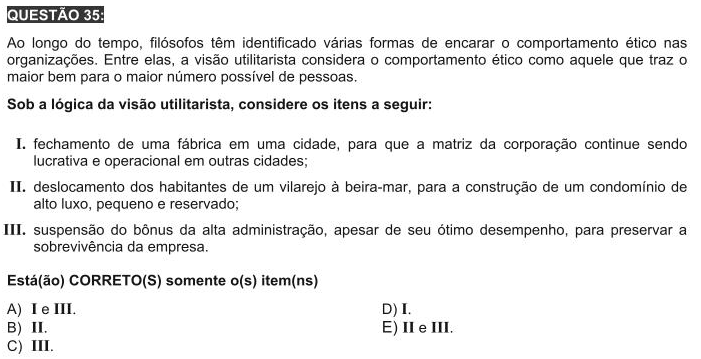 QUESTÃO 35:
Ao longo do tempo, filósofos têm identificado várias formas de encarar o comportamento ético nas
organizações. Entre elas, a visão utilitarista considera o comportamento ético como aquele que traz o
maior bem para o maior número possível de pessoas.
Sob a lógica da visão utilitarista, considere os itens a seguir:
I. fechamento de uma fábrica em uma cidade, para que a matriz da corporação continue sendo
lucrativa e operacional em outras cidades;
II. deslocamento dos habitantes de um vilarejo à beira-mar, para a construção de um condomínio de
alto luxo, pequeno e reservado;
III. suspensão do bônus da alta administração, apesar de seu ótimo desempenho, para preservar a
sobrevivência da empresa.
Está(ão) CORRETO(S) somente o(s) item(ns)
A) I e III.
B) II.
C) III.
D) I.
E) II e III.